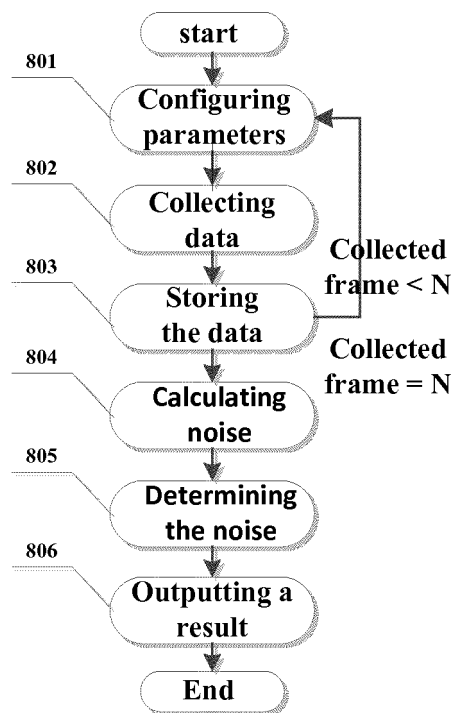 start
801
Configuring
parameters
802
Collecting
data
Collected
frame < N
803
Storing
the data
Collected
frame = N
804
Calculating
noise
805
Determining
the noise
806
Outputting a
result
End